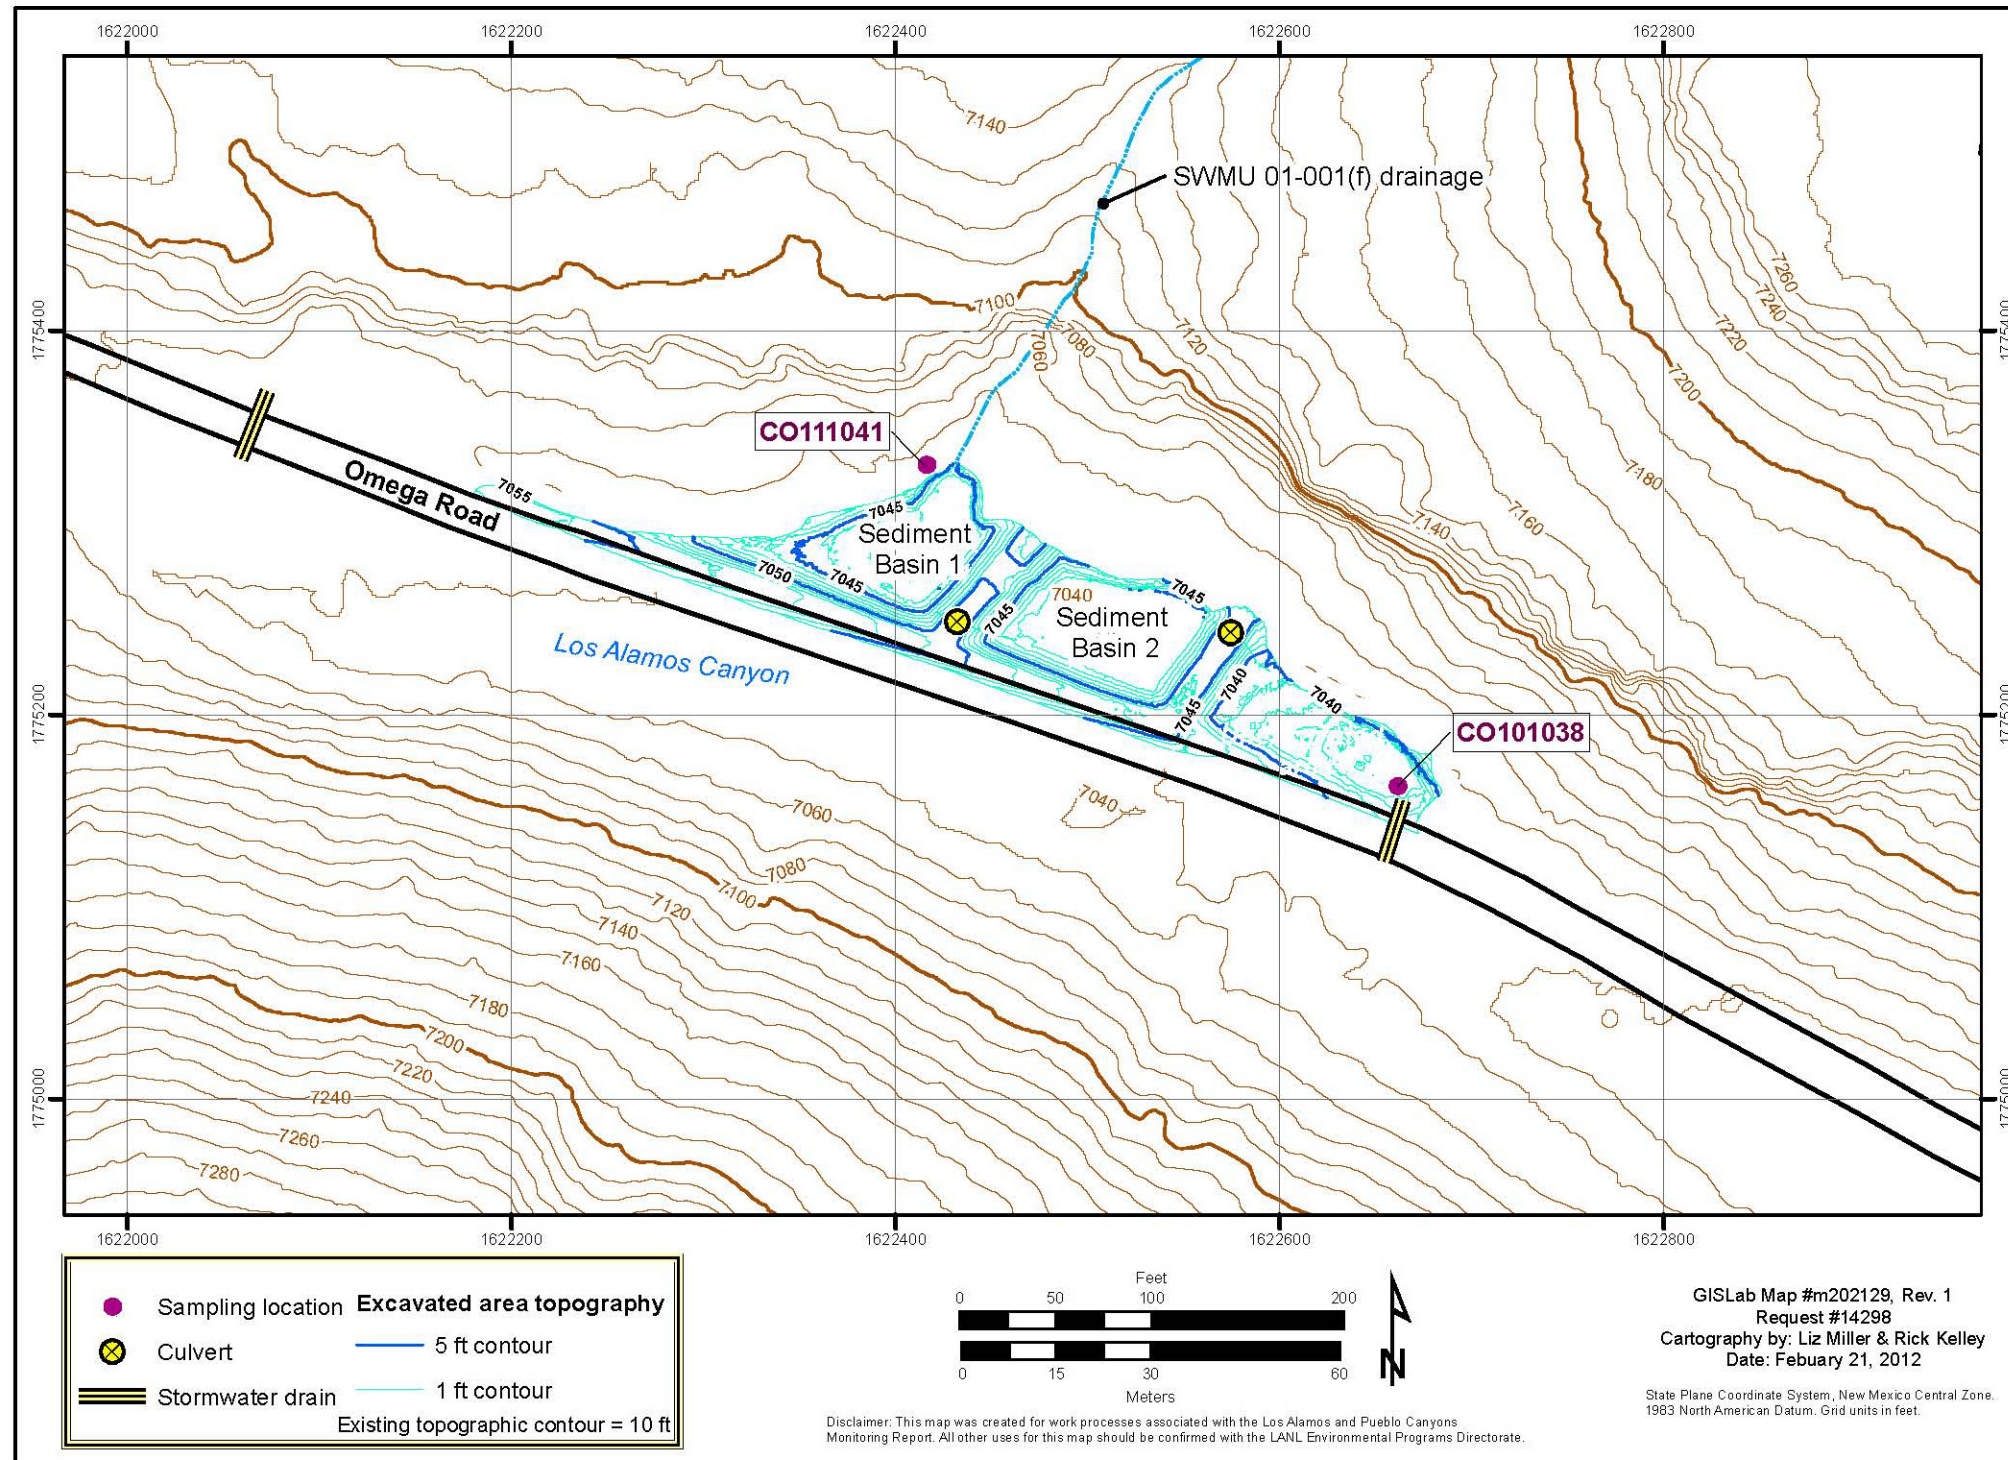 1622000 1622200 1622400 1622600 1622800
7140
SWMU 01-001(f) drainage
7260
7240
7220
7200
7100
7080
7060
7120
1775400 1775400
CO111041
7180
7160
7140
Omega Road
7055
7045
Sediment
Basin 1
7050
7045
7045
7040
Sediment
Basin 2
7045
7040
7045
7040
Los Alamos Canyon
1775200 1775200
CO101038
7040
7060
7080
7100
7120
7140
7160
7180
7200
7220
7240
7260
7280
1775000 1775000
1622000 1622200 1622400 1622600 1622800
Sampling location
Culvert
Stormwater drain
Excavated area topography
5 ft contour
1 ft contour
Existing topographic contour = 10 ft
Feet
0 50 100 200
0 15 30 60
Meters
N
Disclaimer: This map was created for work processes associated with the Los Alamos and Pueblo Canyons
Monitoring Report. All other uses for this map should be confirmed with the LANL Environmental Programs Directorate.
GISLab Map #m202129, Rev. 1
Request #14298
Cartography by: Liz Miller & Rick Kelley
Date: Febuary 21, 2012
State Plane Coordinate System, New Mexico Central Zone.
1983 North American Datum. Grid units in feet.